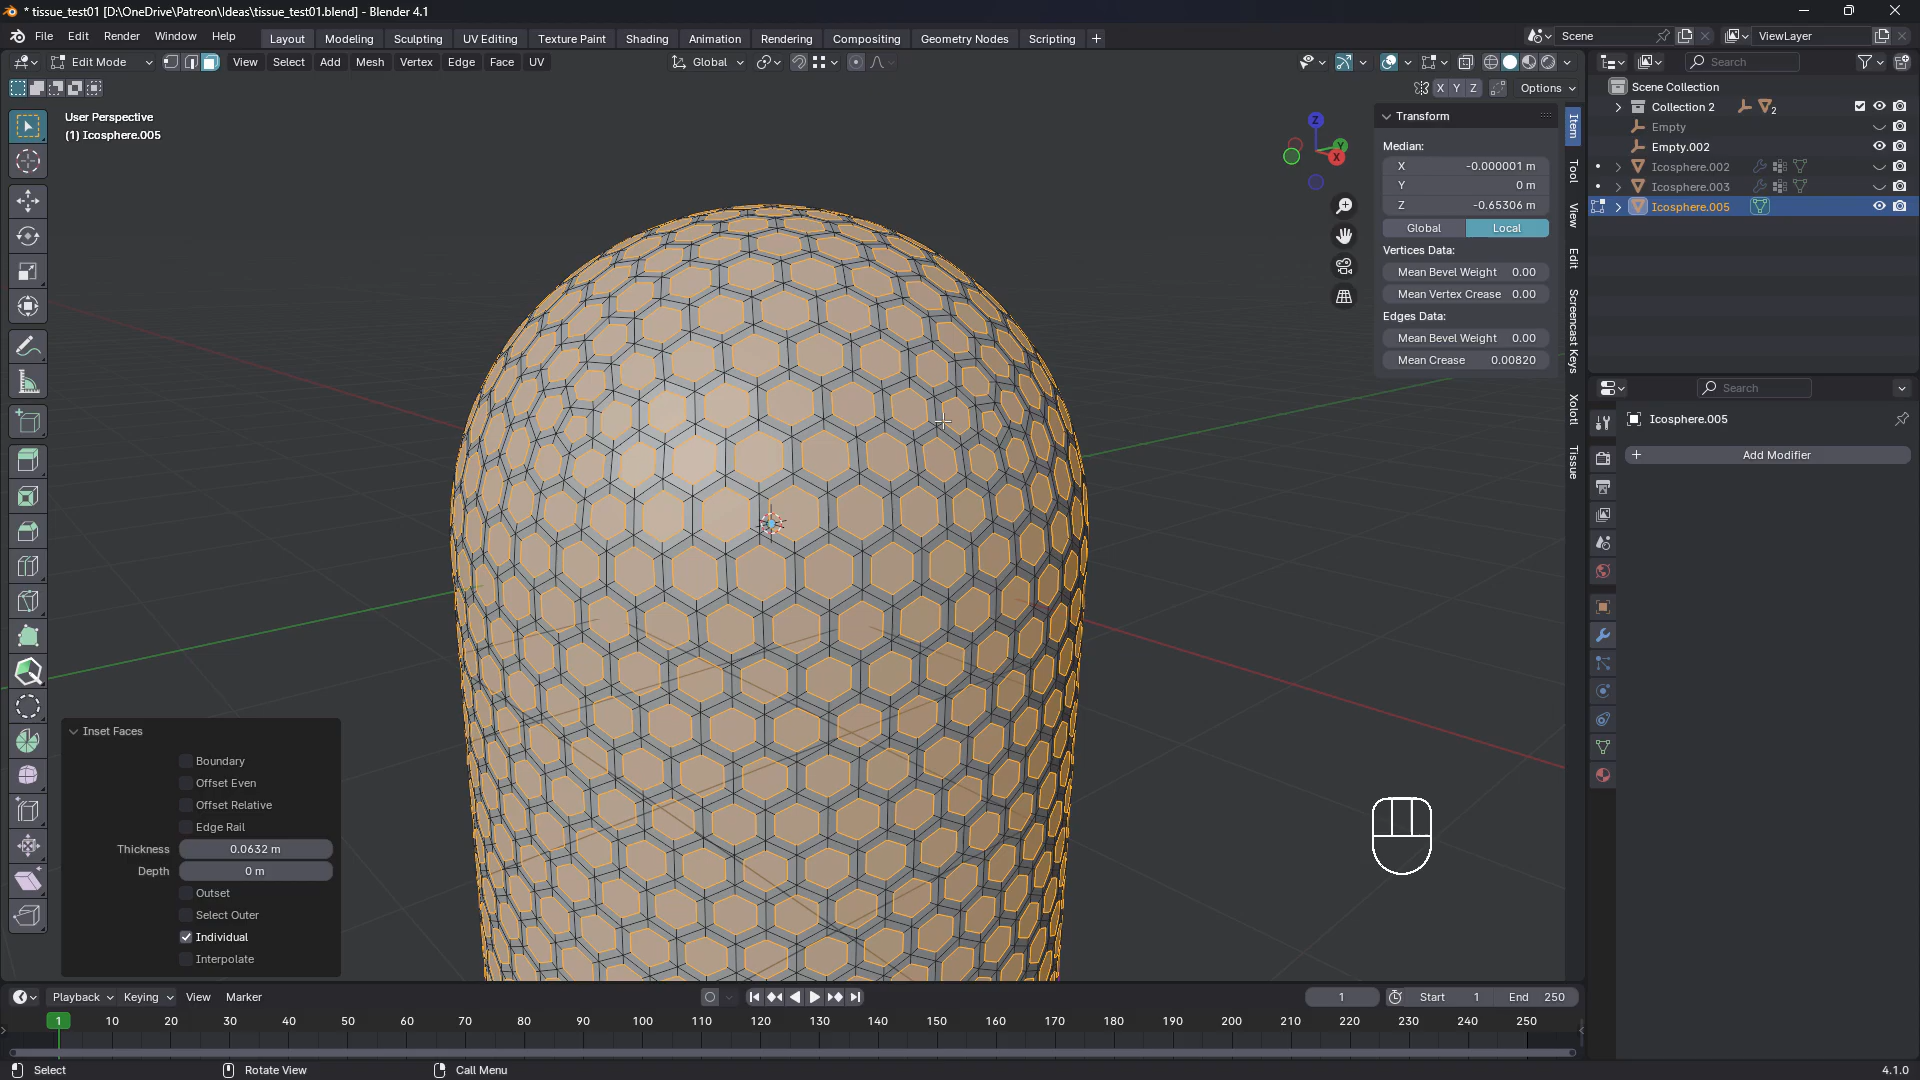 * tissue_test01 [D:\OneDrive\Patreon\Ideas\tissue_test01.blend] - Blender 4.1
File Edit Render Window Help
Layout Modeling Sculpting UV Editing Texture Paint Shading Animation Rendering Compositing Geometry Nodes Scripting +
Scene
ViewLayer
Edit Mode
View Select Add Mesh Vertex Edge Face UV
Global
Search
X Y Z
Options
User Perspective
(1) Icosphere.005
Z
Y
X
Transform
Median:
X -0.000001 m
Y 0 m
Z -0.65306 m
Global Local
Vertices Data:
Mean Bevel Weight 0.00
Mean Vertex Crease 0.00
Edges Data:
Mean Bevel Weight 0.00
Mean Crease 0.00820
Item
Tool
View
Edit
Screencast Keys
Xolotl
Tissue
Scene Collection
Collection 2
2
Empty
Empty.002
Icosphere.002
Icosphere.003
Icosphere.005
Search
Icosphere.005
+ Add Modifier
Inset Faces
Boundary
Offset Even
Offset Relative
Edge Rail
Thickness 0.0632 m
Depth 0 m
Outset
Select Outer
Individual
Interpolate
Playback Keying View Marker
1
Start 1
End 250
1 10 20 30 40 50 60 70 80 90 100 110 120 130 140 150 160 170 180 190 200 210 220 230 240 250
Select
Rotate View
Call Menu
4.1.0